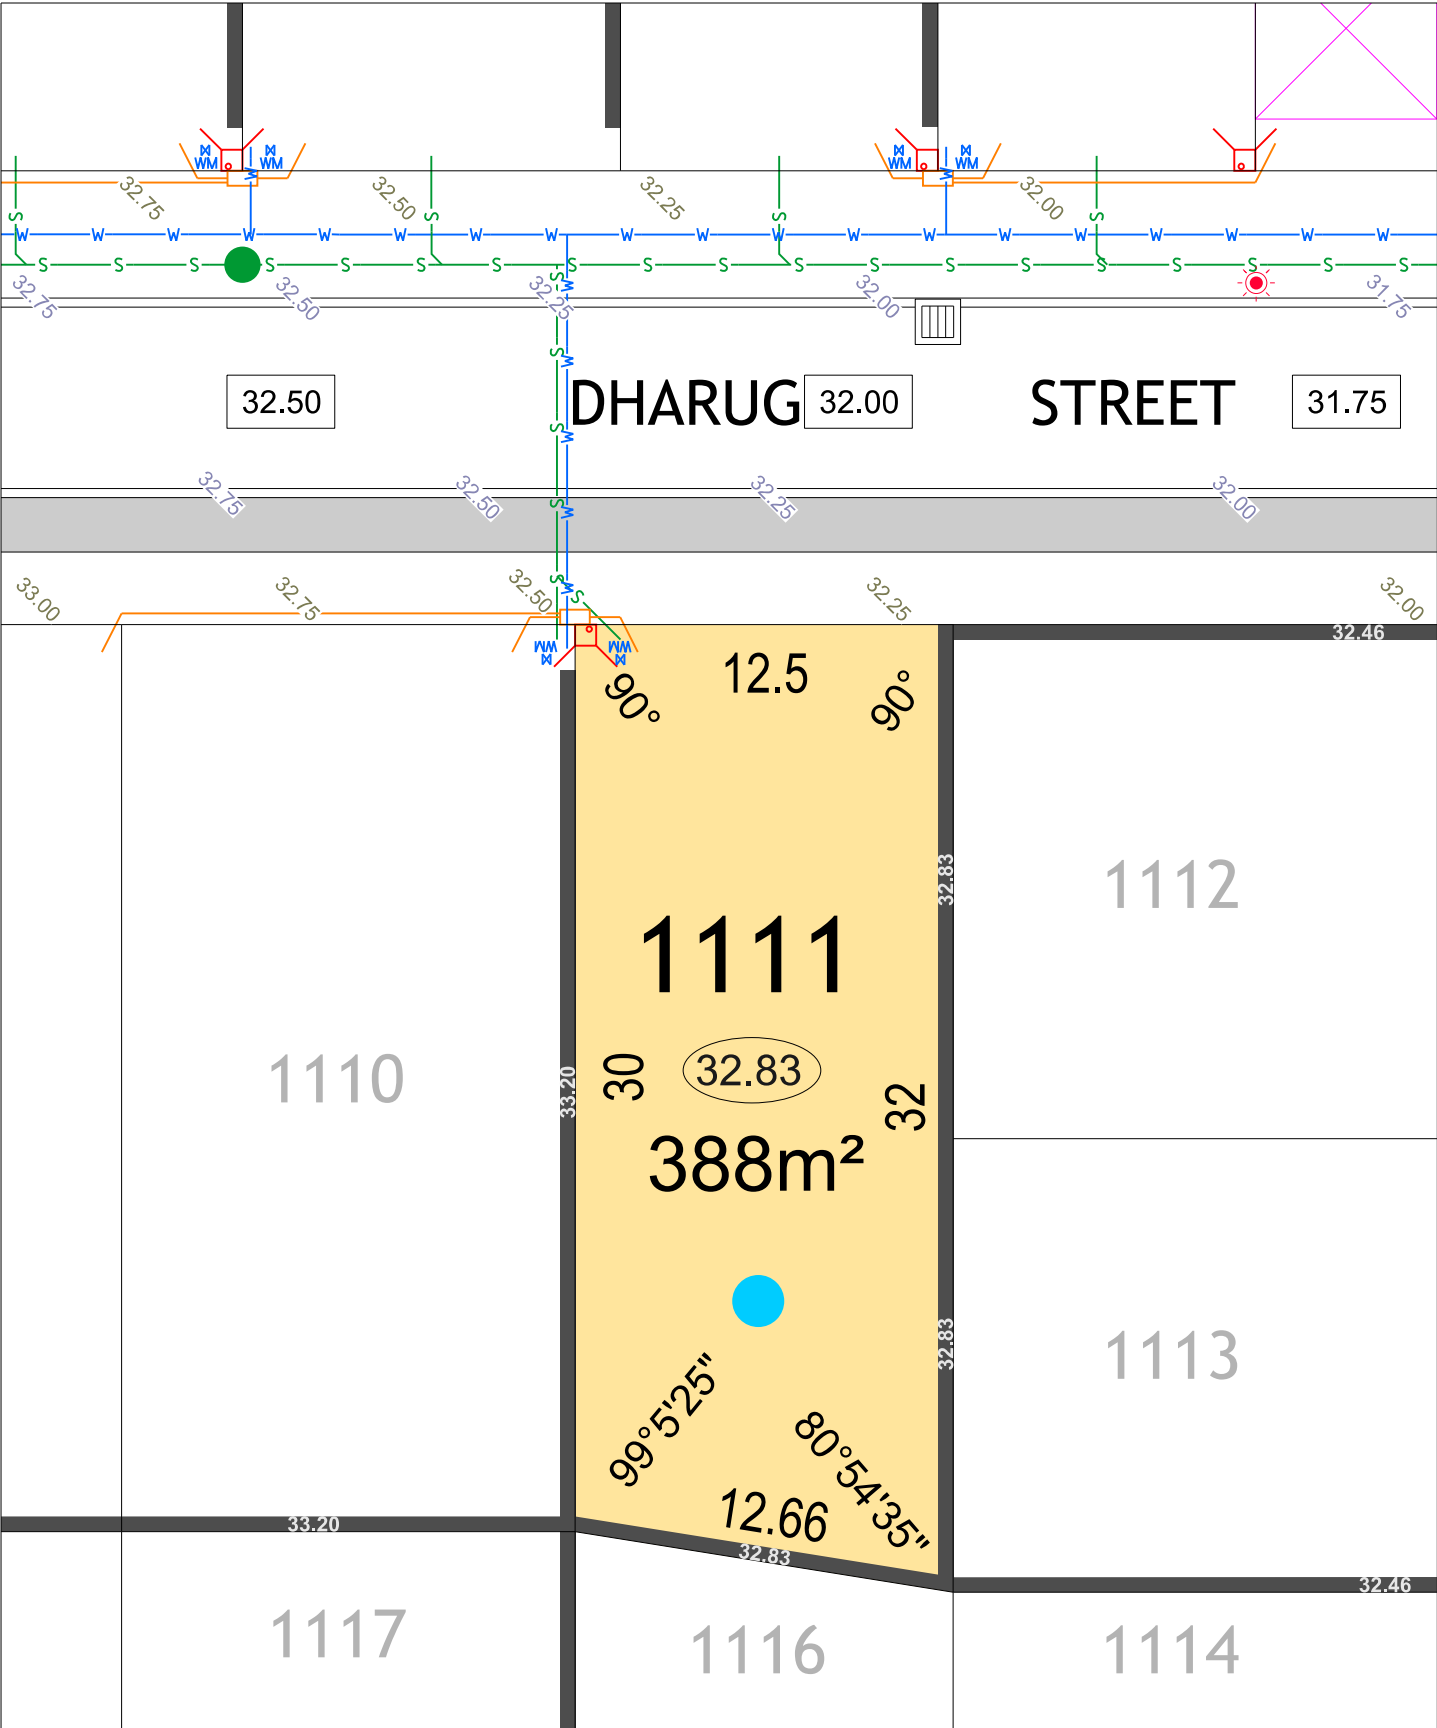 WM WM WM WM
W W
32.75 32.50 32.25 32.00
S S S S
W W W W W W W W W W W W W W W W W W W
S S S S S S S S S S S S S S S S S S
32.75 32.50 32.25 32.00 31.75
S
W
S
W
32.50 DHARUG 32.00 STREET 31.75
S
W
32.75 32.50 32.25 32.00
S
W
33.00 32.75 32.50 32.25 32.00
S
W
S
32.46
WM WM
12.5
90° 90°
1112
32.83
1111
1110
33.20
30
32.83
32
388m²
32.83
1113
99°5'25"
80°54'35"
12.66
33.20
32.83
32.46
1117
1116
1114